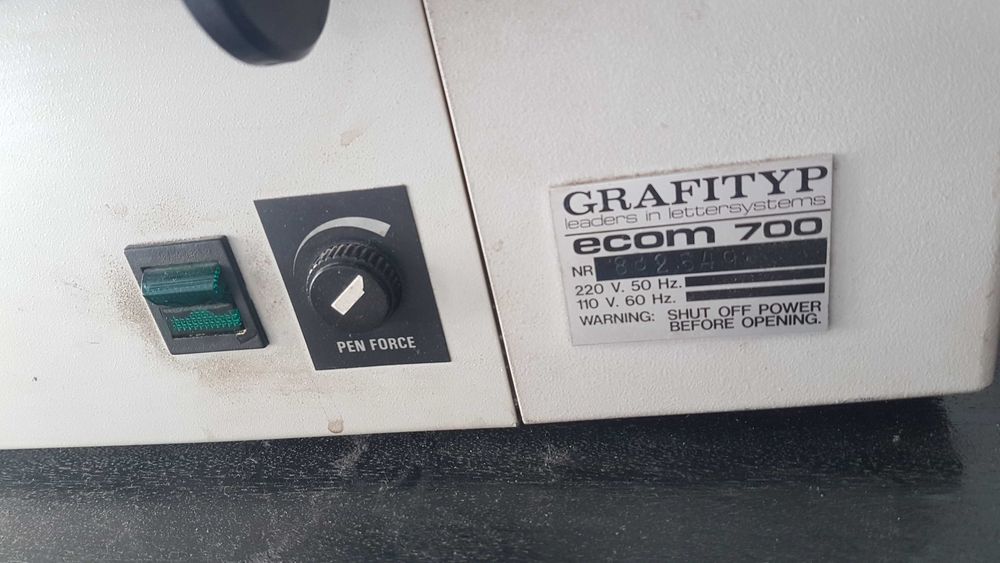 PEN FORCE
GRAFITYP
leaders in lettersystems
ecom 700
NR
220 V. 50 Hz.
110 V. 60 Hz.
WARNING: SHUT OFF POWER
BEFORE OPENING.